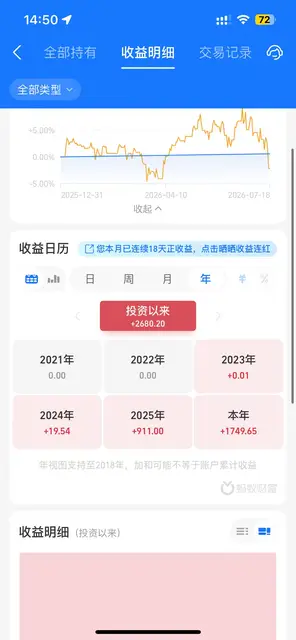 14:50
72
全部持有
收益明细
交易记录
全部类型
+5.00%
0.00%
-5.00%
2025-12-31
2026-04-10
2026-07-18
收起
收益日历
您本月已连续18天正收益，点击晒晒收益连红
日
周
月
年
¥
%
投资以来
+2680.20
2021年
0.00
2022年
0.00
2023年
+0.01
2024年
+19.54
2025年
+911.00
本年
+1749.65
年视图支持至2018年，加和可能不等于账户累计收益
蚂蚁财富
收益明细 (投资以来)